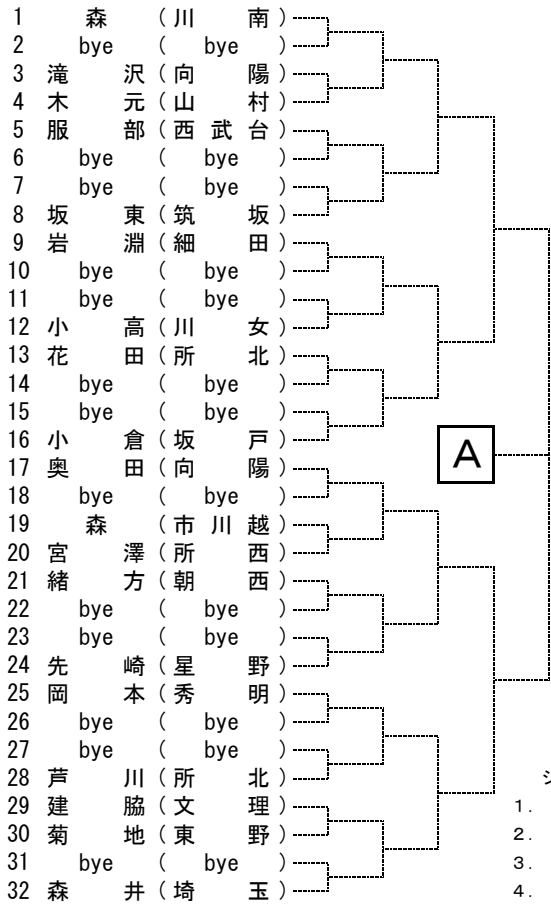 1 森 (川 南)
2 bye ( bye )
3 滝 沢(向 陽)
4 木 元(山 村)
5 服 部(西 武 台)
6 bye ( bye )
7 bye ( bye )
8 坂 東(筑 坂)
9 岩 淵(細 田)
10 bye ( bye )
11 bye ( bye )
12 小 高(川 女)
13 花 田(所 北)
14 bye ( bye )
15 bye ( bye )
16 小 倉(坂 戸)
A
17 奥 田(向 陽)
18 bye ( bye )
19 森 (市 川 越)
20 宮 澤(所 西)
21 緒 方(朝 西)
22 bye ( bye )
23 bye ( bye )
24 先 崎(星 野)
25 岡 本(秀 明)
26 bye ( bye )
27 bye ( bye )
28 芦 川(所 北)
29 建 脇(文 理) 1.
30 菊 地(東 野) 2.
31 bye ( bye ) 3.
32 森 井(埼 玉) 4.